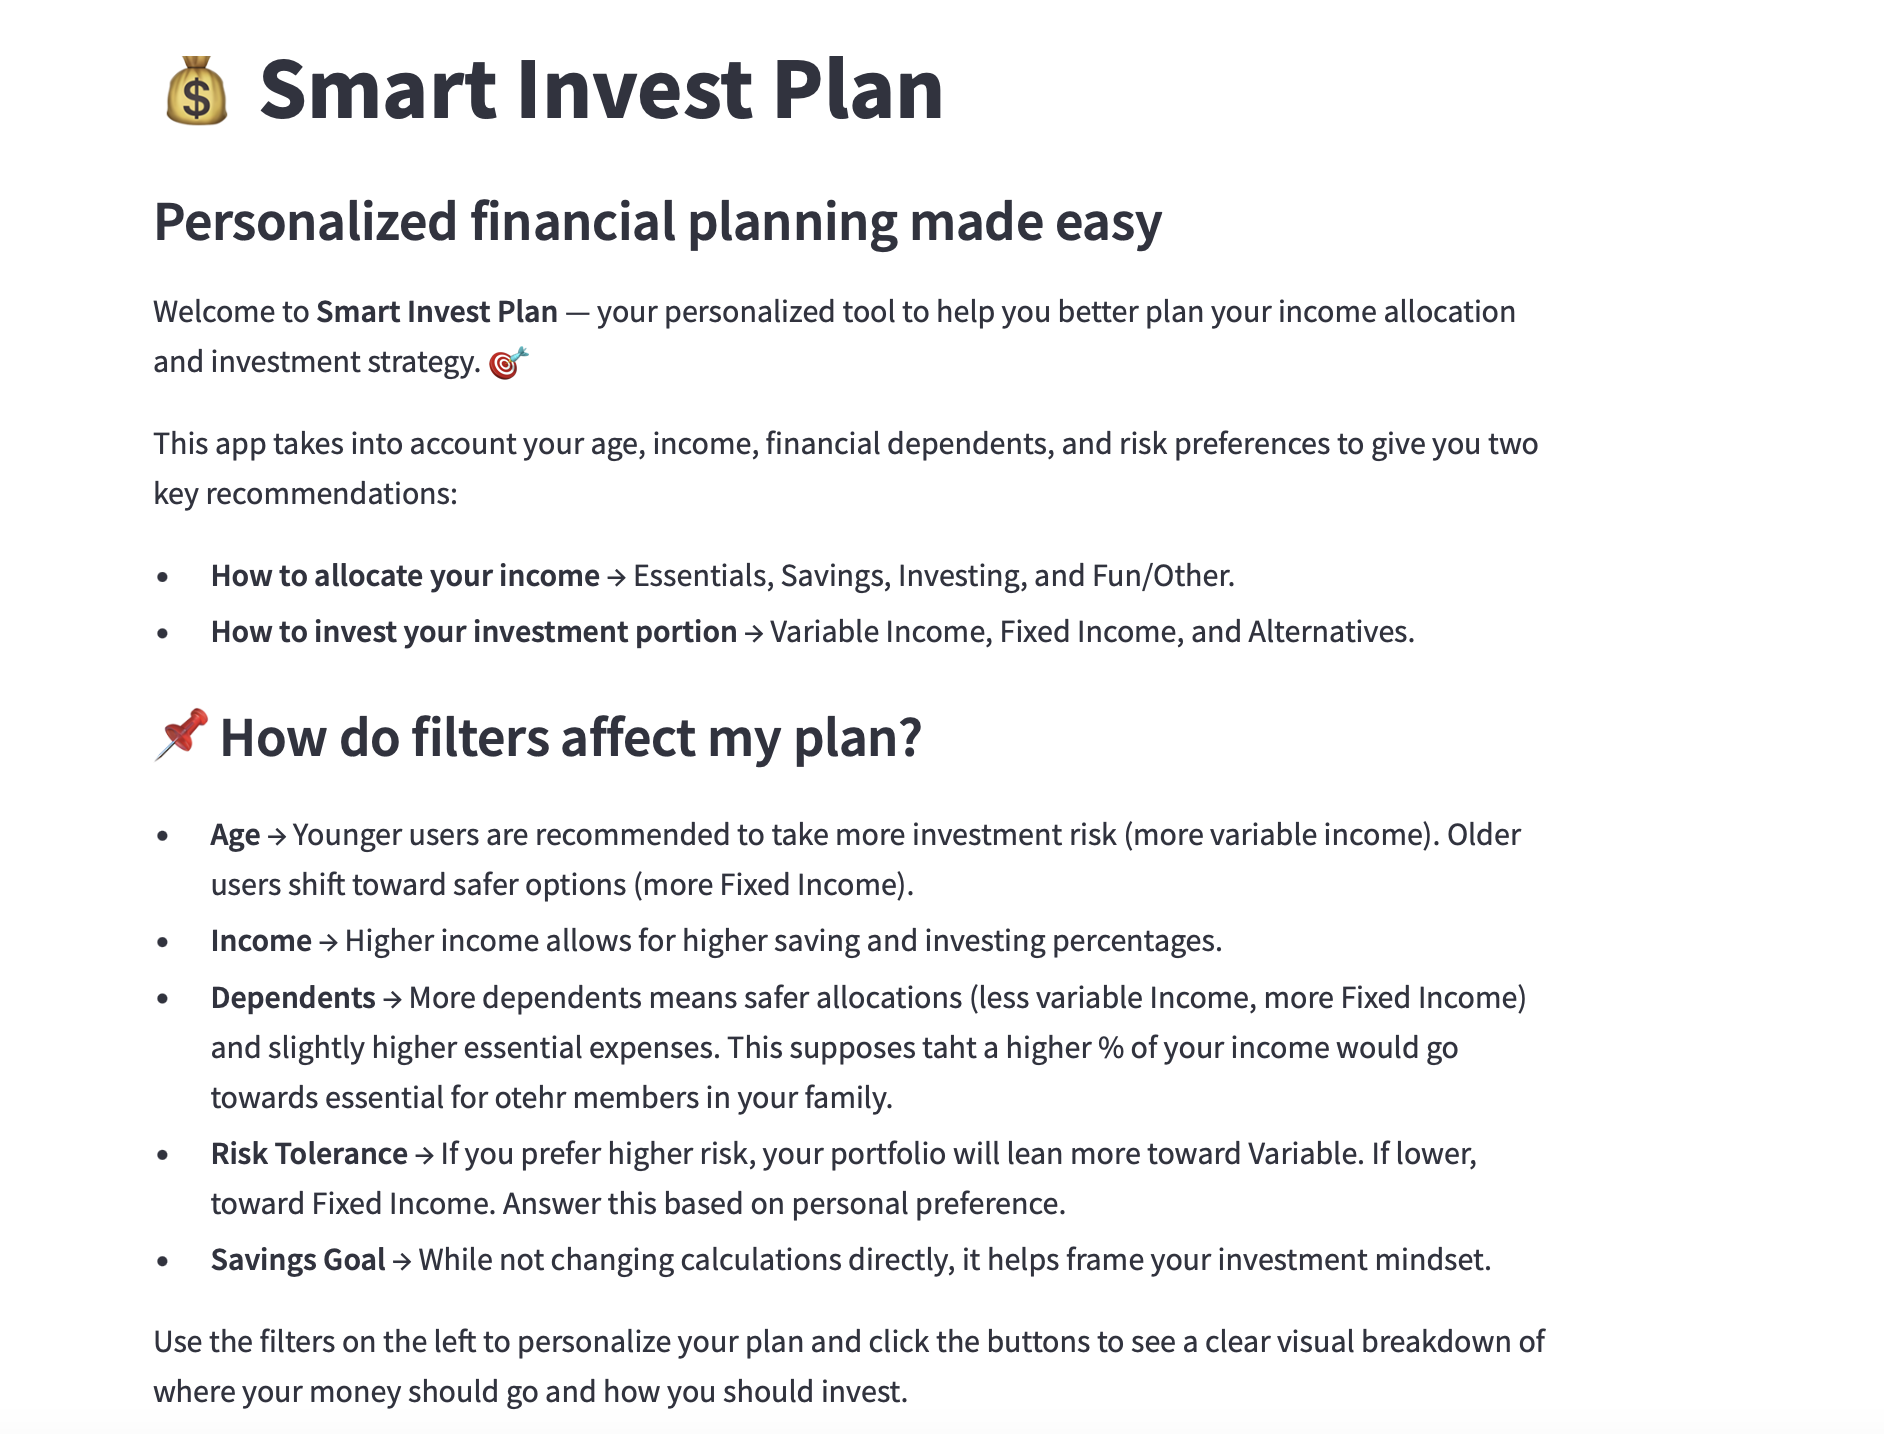 💰 Smart Invest Plan
Personalized financial planning made easy
Welcome to Smart Invest Plan — your personalized tool to help you better plan your income allocation
and investment strategy. 🎯
This app takes into account your age, income, financial dependents, and risk preferences to give you two
key recommendations:
• How to allocate your income → Essentials, Savings, Investing, and Fun/Other.
• How to invest your investment portion → Variable Income, Fixed Income, and Alternatives.
📌 How do filters affect my plan?
• Age → Younger users are recommended to take more investment risk (more variable income). Older
users shift toward safer options (more Fixed Income).
• Income → Higher income allows for higher saving and investing percentages.
• Dependents → More dependents means safer allocations (less variable Income, more Fixed Income)
and slightly higher essential expenses. This supposes taht a higher % of your income would go
towards essential for otehr members in your family.
• Risk Tolerance → If you prefer higher risk, your portfolio will lean more toward Variable. If lower,
toward Fixed Income. Answer this based on personal preference.
• Savings Goal → While not changing calculations directly, it helps frame your investment mindset.
Use the filters on the left to personalize your plan and click the buttons to see a clear visual breakdown of
where your money should go and how you should invest.